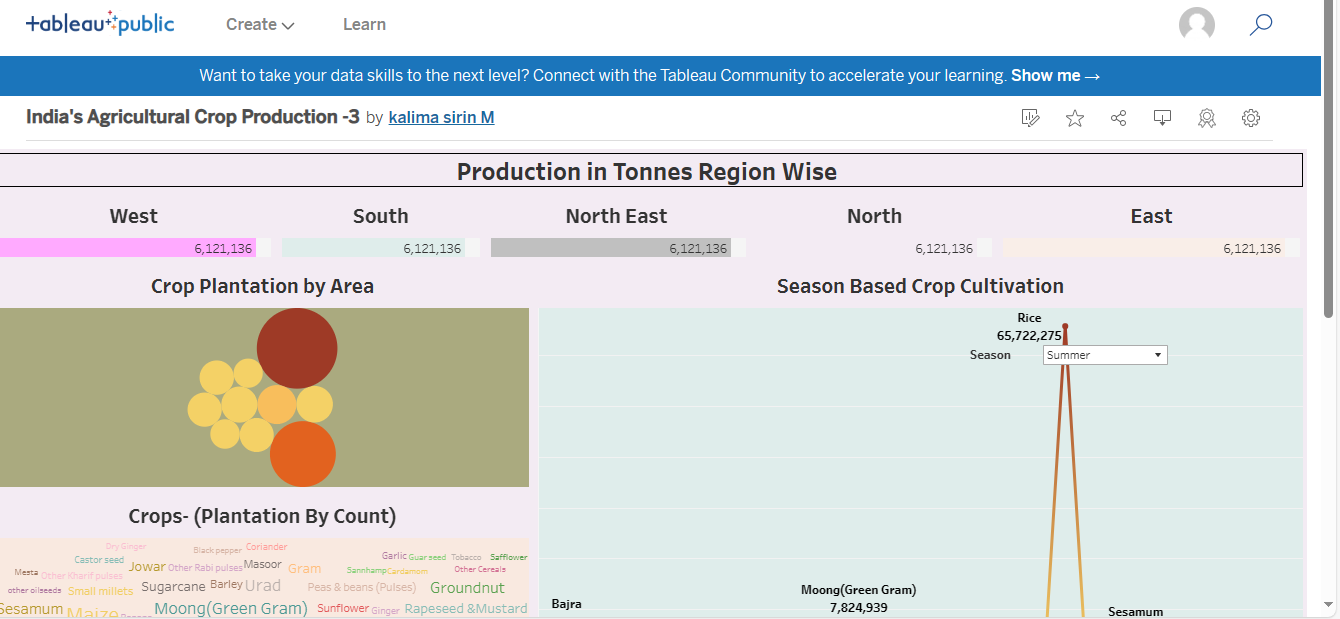 tableau public Create Learn
Want to take your data skills to the next level? Connect with the Tableau Community to accelerate your learning. Show me →
India's Agricultural Crop Production -3 by kalima sirin M
Production in Tonnes Region Wise
West South North East North East
6,121,136 6,121,136 6,121,136 6,121,136 6,121,136
Crop Plantation by Area
Season Based Crop Cultivation
Rice
65,722,275
Season Summer
Moong(Green Gram)
7,824,939
Bajra
Sesamum
Crops- (Plantation By Count)
Dry Ginger Black pepper Coriander
Castor seed Garlic Guar seed Tobacco Safflower
Mesta Other Kharif pulses Jowar Other Rabi pulses Masoor Gram Sannhamp Cardamom Other Cereals
other oilseeds Small millets Sugarcane Barley Urad Peas & beans (Pulses) Groundnut
Sesamum Maize Moong(Green Gram) Sunflower Ginger Rapeseed &Mustard